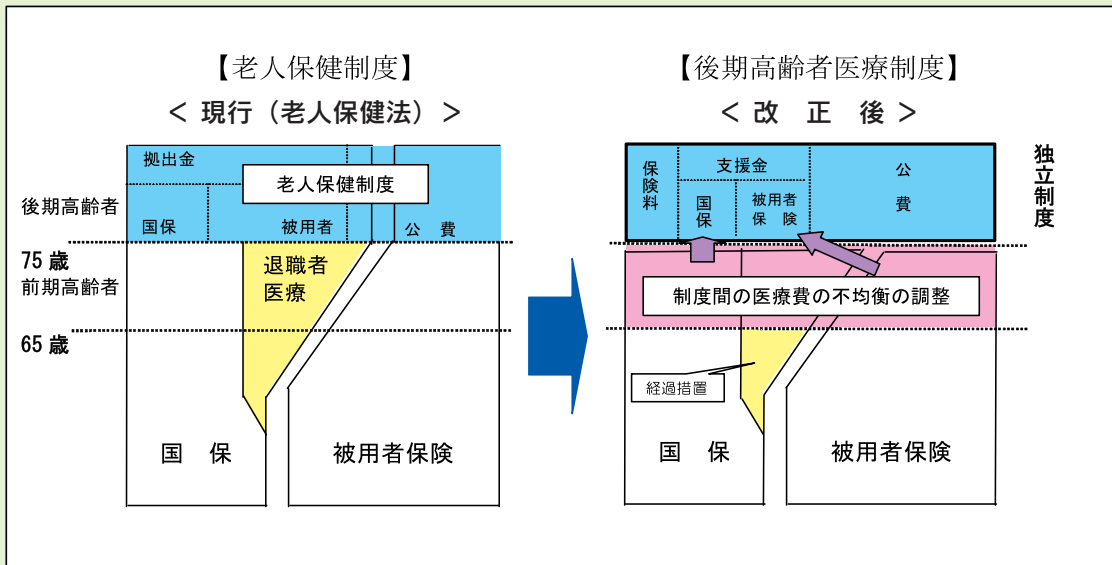 【老人保健制度】
< 現行（老人保健法）>
拠出金
老人保健制度
後期高齢者
国保
被用者
公 費
75 歳
前期高齢者
退職者
医療
65 歳
国 保
被用者保険
【後期高齢者医療制度】
< 改 正 後 >
保険料
支援金
国保
被用者
保 険
公費
独立制度
制度間の医療費の不均衡の調整
経過措置
国 保
被用者保険